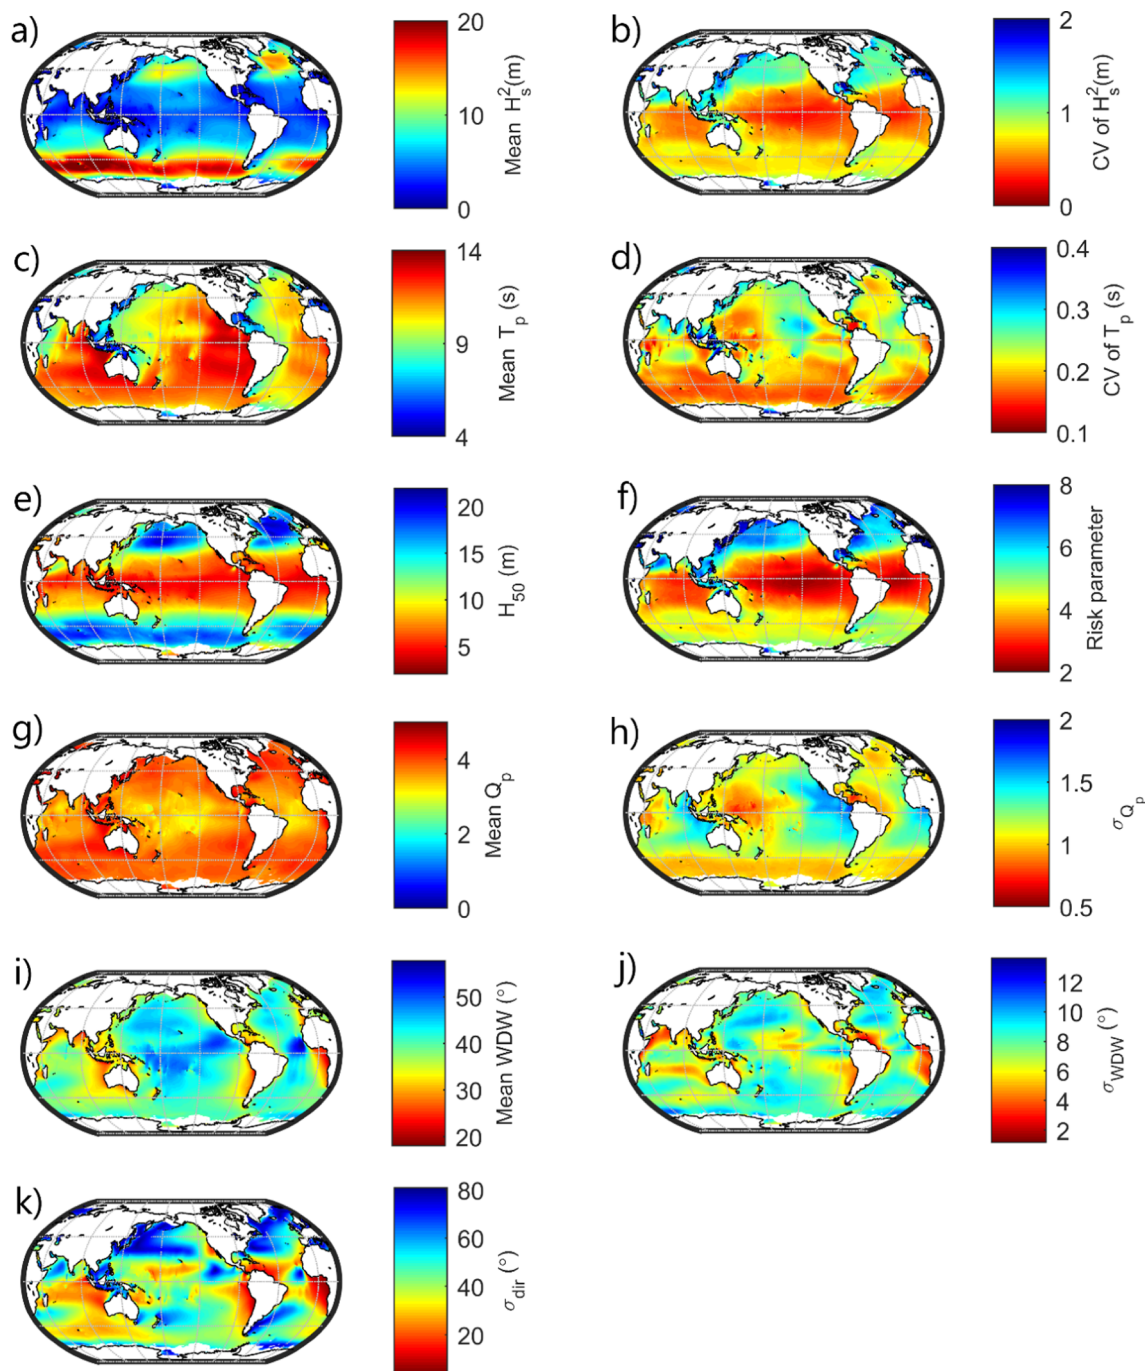 a)
20
10
0
Mean H_s^2(m)
b)
2
1
0
CV of H_s^2(m)
c)
14
9
4
Mean T_p (s)
d)
0.4
0.3
0.2
0.1
CV of T_p (s)
e)
20
15
10
5
H_50 (m)
f)
8
6
4
2
Risk parameter
g)
4
2
0
Mean Q_p
h)
2
1.5
1
0.5
σ_Q_p
i)
50
40
30
20
Mean WDW (°)
j)
12
10
8
6
4
2
σ_WDW (°)
k)
80
60
40
20
σ_dir (°)